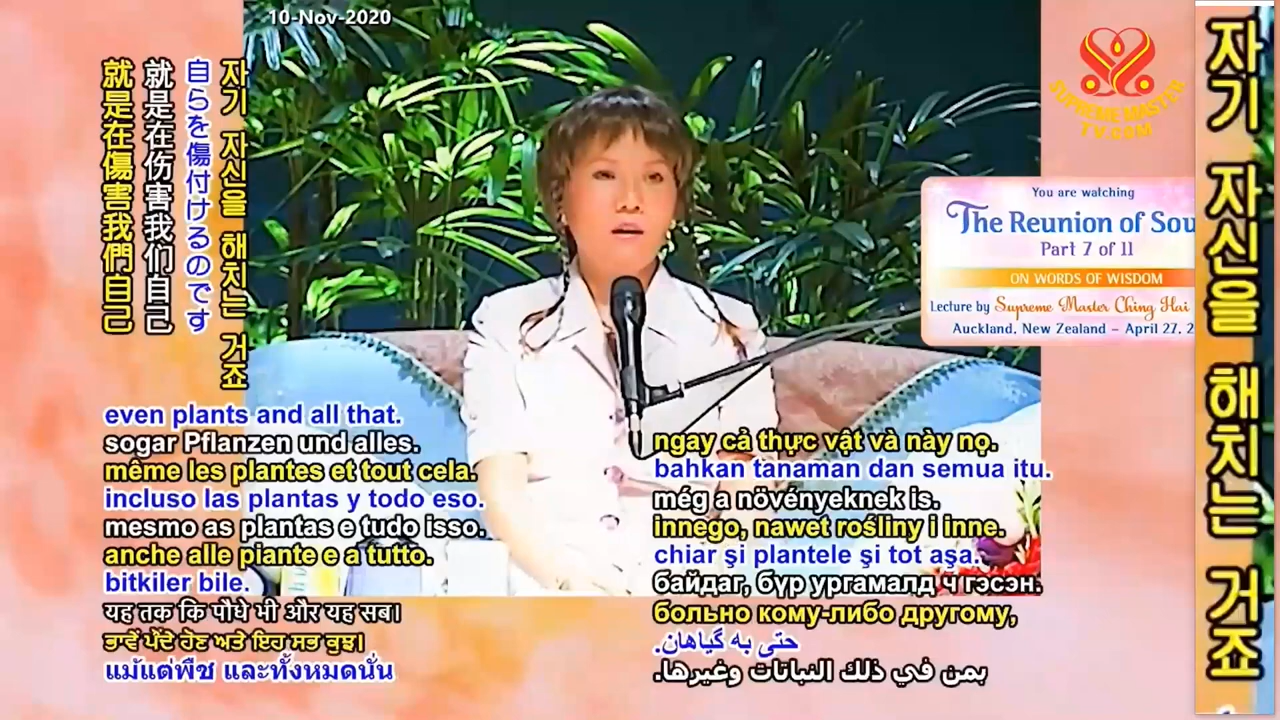 10-Nov-2020
SUPREME MASTER
TV.COM
You are watching
The Reunion of Sou
Part 7 of 11
ON WORDS OF WISDOM
Lecture by Supreme Master Ching Hai
Auckland, New Zealand – April 27, 2
자기 자신을 해치는 거죠
자기 자신을 해치는 거죠
自らを傷付けるのです
就是在伤害我们自己
就是在傷害我們自己
even plants and all that.
sogar Pflanzen und alles.
même les plantes et tout cela.
incluso las plantas y todo eso.
mesmo as plantas e tudo isso.
anche alle piante e a tutto.
bitkiler bile.
यह तक कि पौधे भी और यह सब।
ਭਾਵੇਂ ਪੌਦੇ ਹੋਣ ਅਤੇ ਇਹ ਸਭ ਕੁਝ।
แม้แต่พืช และทั้งหมดนั่น
ngay cả thực vật và này nọ.
bahkan tanaman dan semua itu.
még a növényeknek is.
innego, nawet rośliny i inne.
chiar şi plantele şi tot aşa.
байдаг, бүр ургамалд ч гэсэн.
больно кому-либо другому,
حتی به گیاهان.
بمن في ذلك النباتات وغيرها.